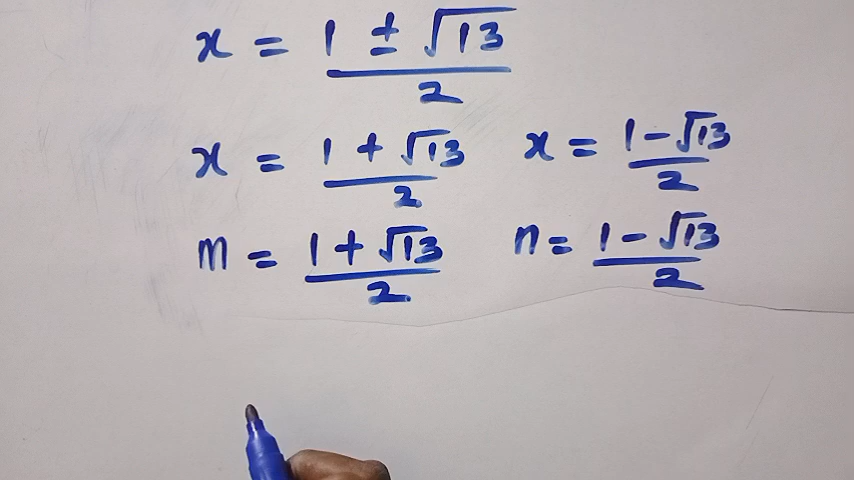 x = (1 ± √13)/2
x = (1 + √13)/2 x = (1 - √13)/2
m = (1 + √13)/2 n = (1 - √13)/2